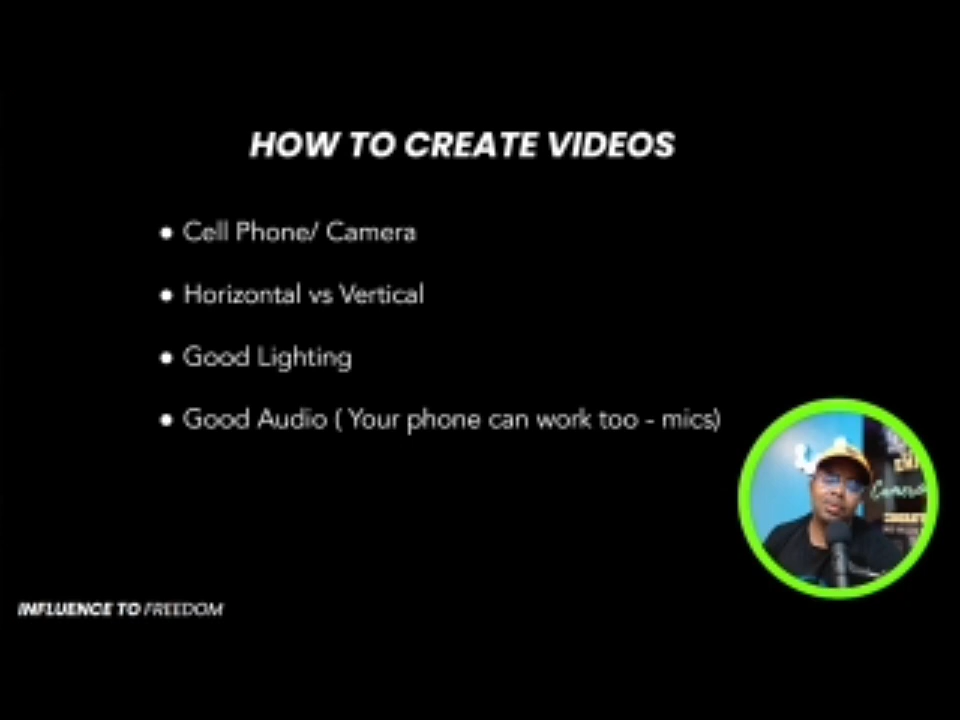 HOW TO CREATE VIDEOS
● Cell Phone/ Camera
● Horizontal vs Vertical
● Good Lighting
● Good Audio ( Your phone can work too - mics)
INFLUENCE TO FREEDOM